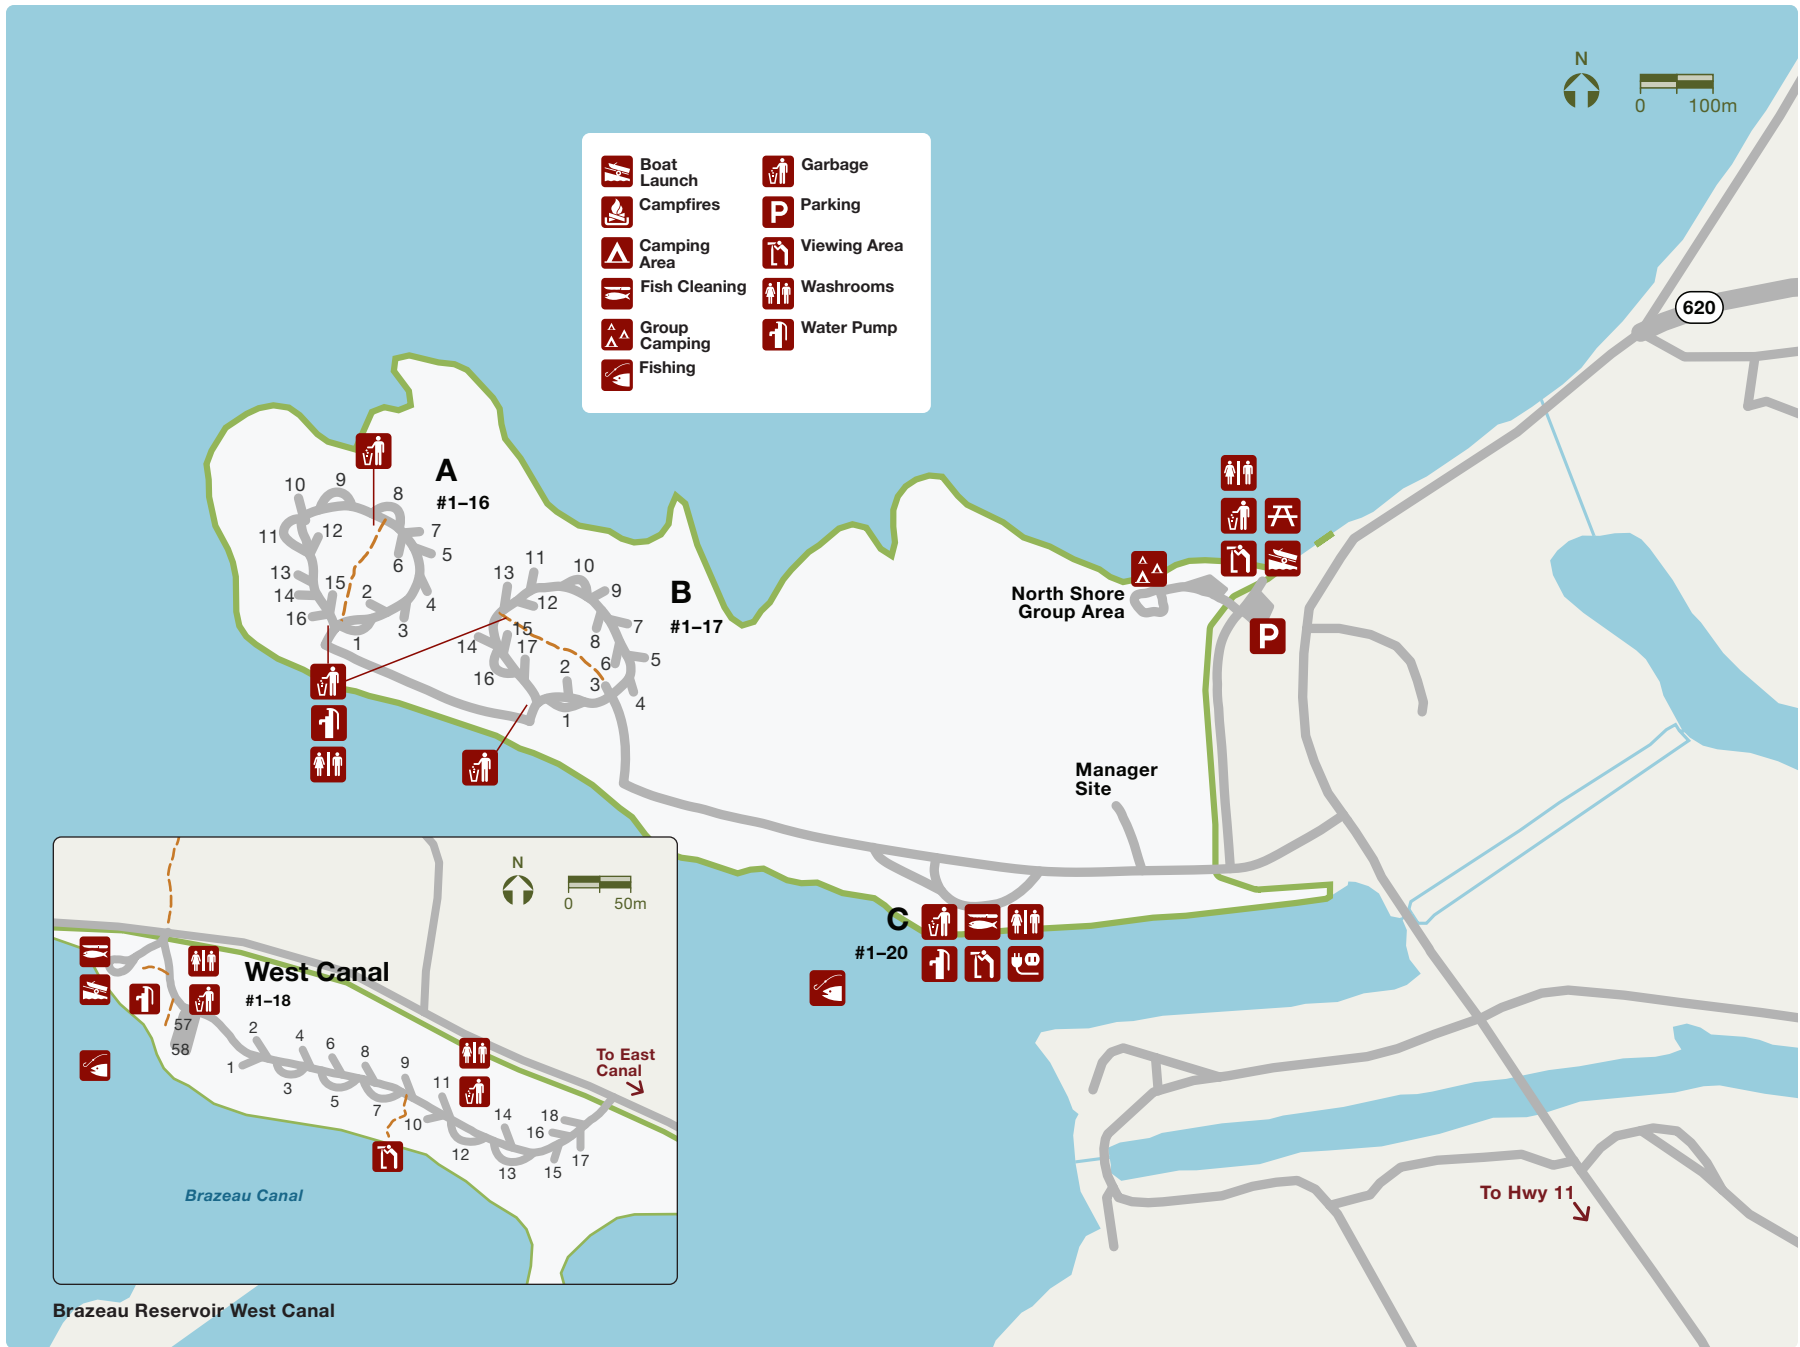 N
0 100m
Boat
Launch
Campfires
Camping
Area
Fish Cleaning
Group
Camping
Fishing
Garbage
P
Parking
Viewing Area
Washrooms
Water Pump
620
A
#1–16
10
9
8
11
12
7
5
6
13
15
2
14
4
16
3
1
B
#1–17
11
10
13
9
12
15
7
14
17
8
2
6
5
16
3
4
1
North Shore
Group Area
P
Manager
Site
C
#1–20
N
0 50m
West Canal
#1–18
57
58
2
4
6
8
9
1
3
5
7
11
10
14
18
16
12
13
15
17
To East
Canal
Brazeau Canal
To Hwy 11
Brazeau Reservoir West Canal